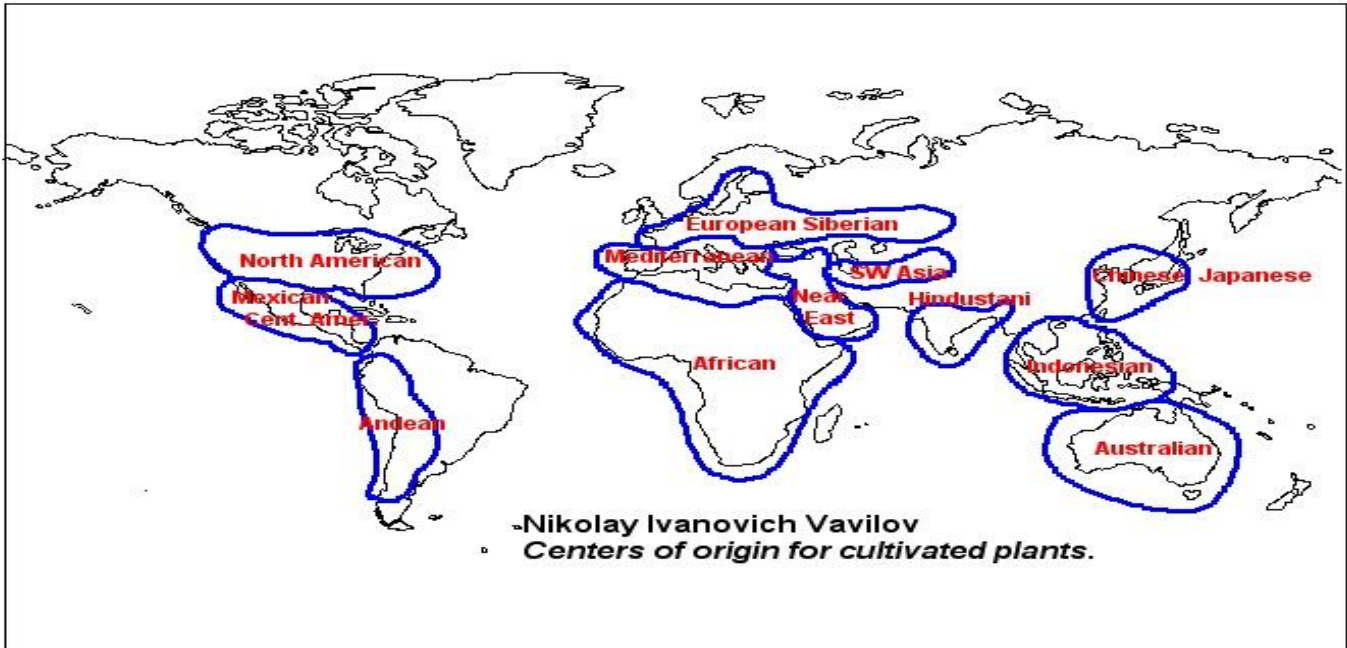 European Siberian
North American
Mediterranean
SW Asia
Chinese Japanese
Mexican
Cent. Amer.
Near
East
Hindustani
African
Indonesian
Andean
Australian
-Nikolay Ivanovich Vavilov
Centers of origin for cultivated plants.